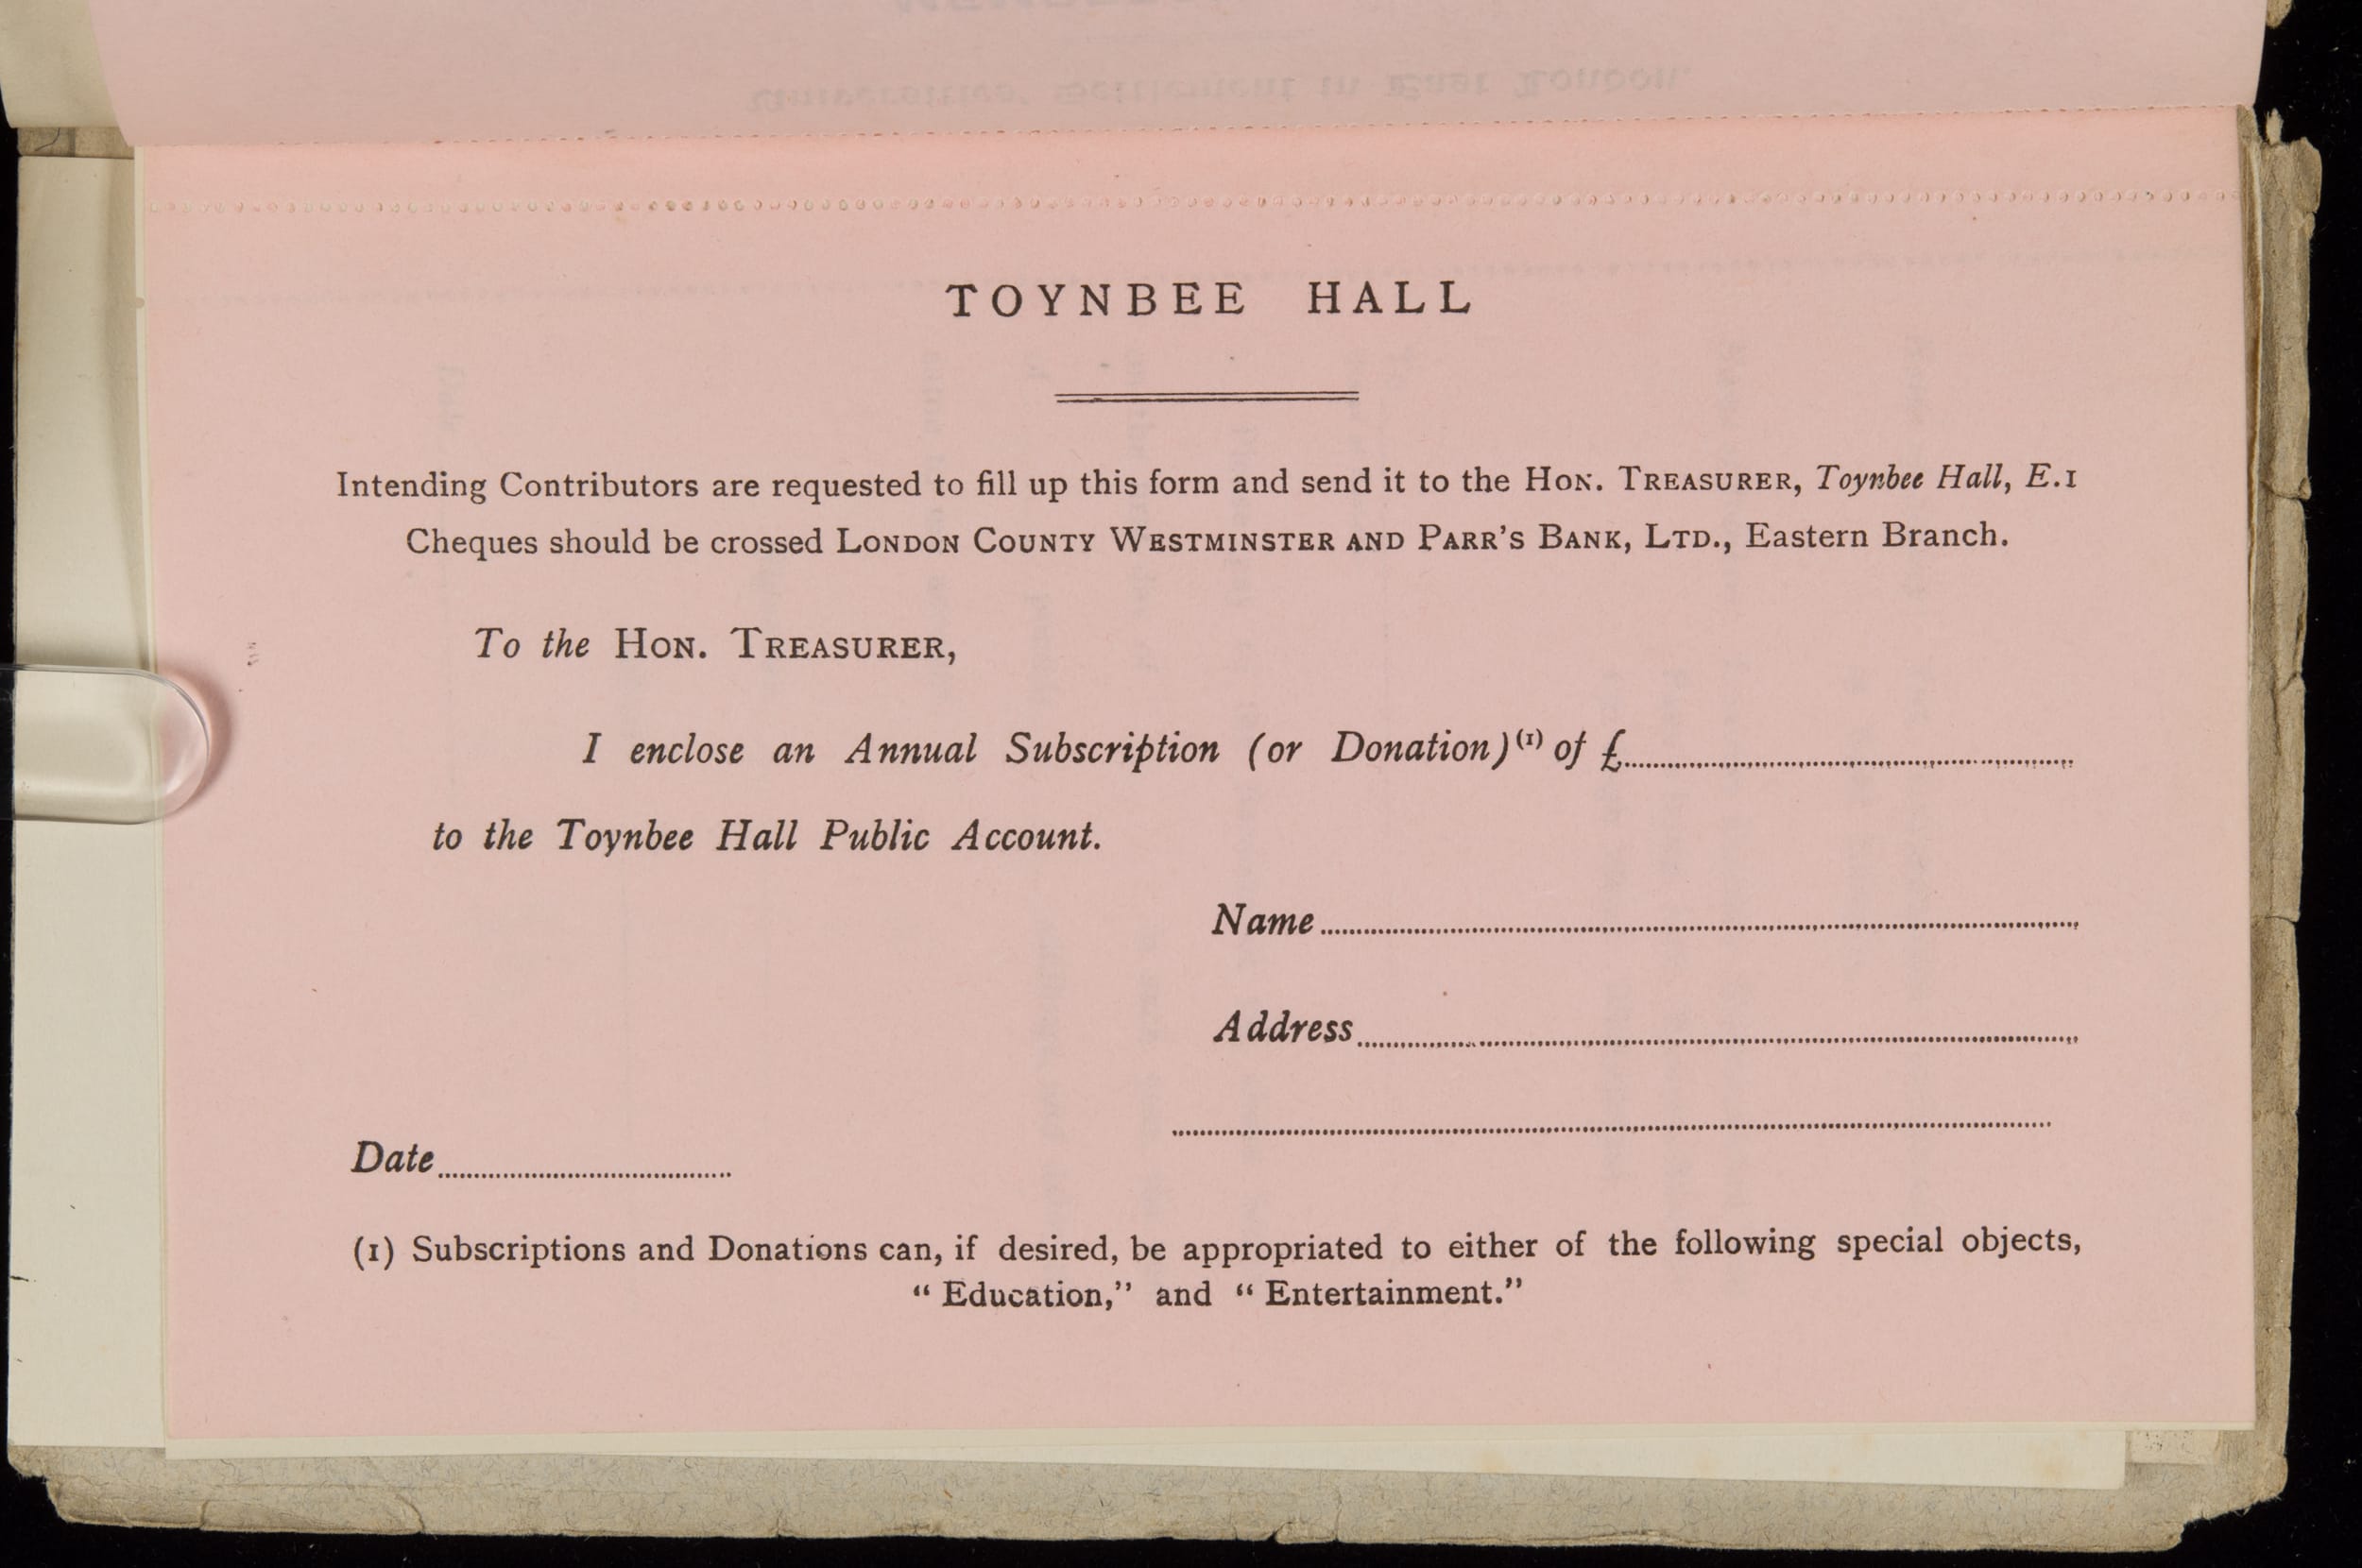 TOYNBEE HALL
Intending Contributors are requested to fill up this form and send it to the HON. TREASURER, Toynbee Hall, E.1
Cheques should be crossed LONDON COUNTY WESTMINSTER AND PARR'S BANK, LTD., Eastern Branch.
To the HON. TREASURER,
I enclose an Annual Subscription (or Donation)(1) of £
to the Toynbee Hall Public Account.
Name
Address
Date
(1) Subscriptions and Donations can, if desired, be appropriated to either of the following special objects,
“Education,” and “Entertainment.”